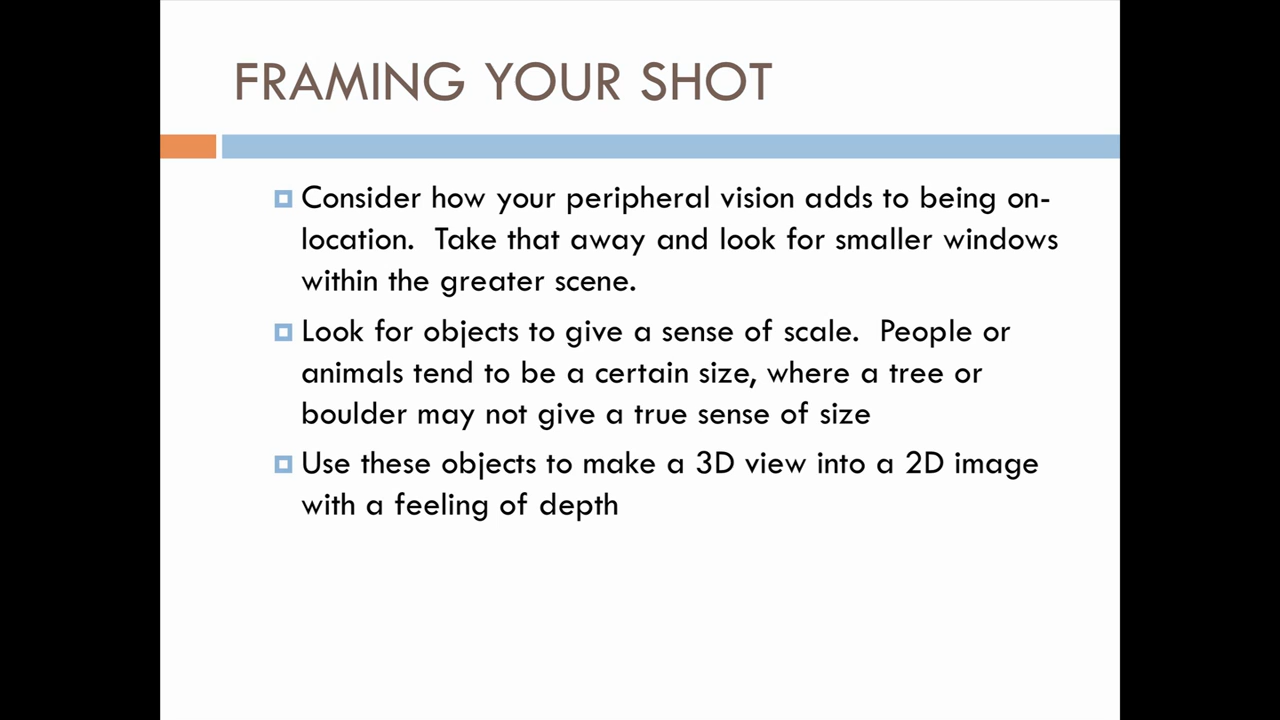 FRAMING YOUR SHOT
Consider how your peripheral vision adds to being on-
location.  Take that away and look for smaller windows
within the greater scene.
Look for objects to give a sense of scale.  People or
animals tend to be a certain size, where a tree or
boulder may not give a true sense of size
Use these objects to make a 3D view into a 2D image
with a feeling of depth